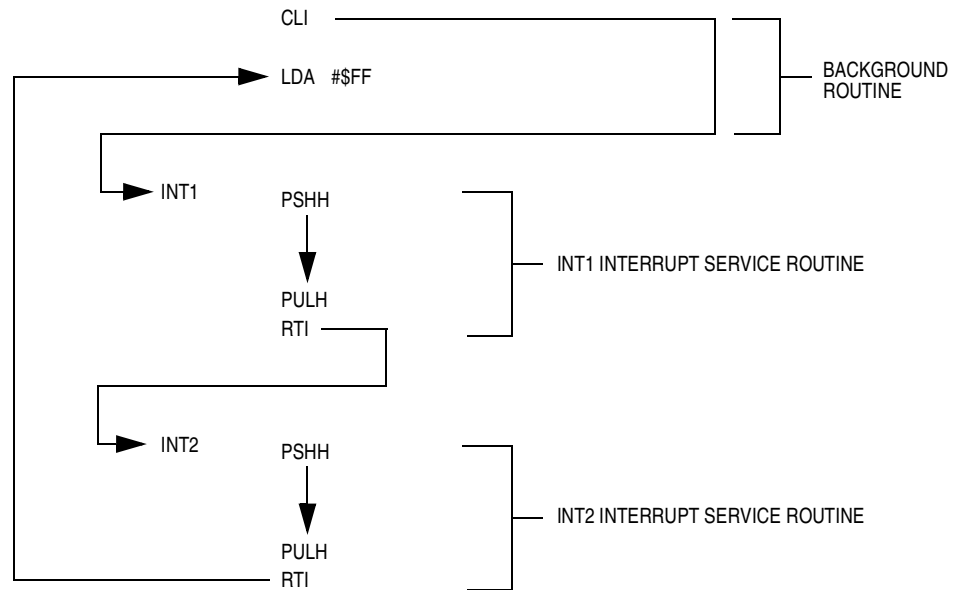 CLI
LDA #$FF
BACKGROUND
ROUTINE
INT1
PSHH
INT1 INTERRUPT SERVICE ROUTINE
PULH
RTI
INT2
PSHH
INT2 INTERRUPT SERVICE ROUTINE
PULH
RTI